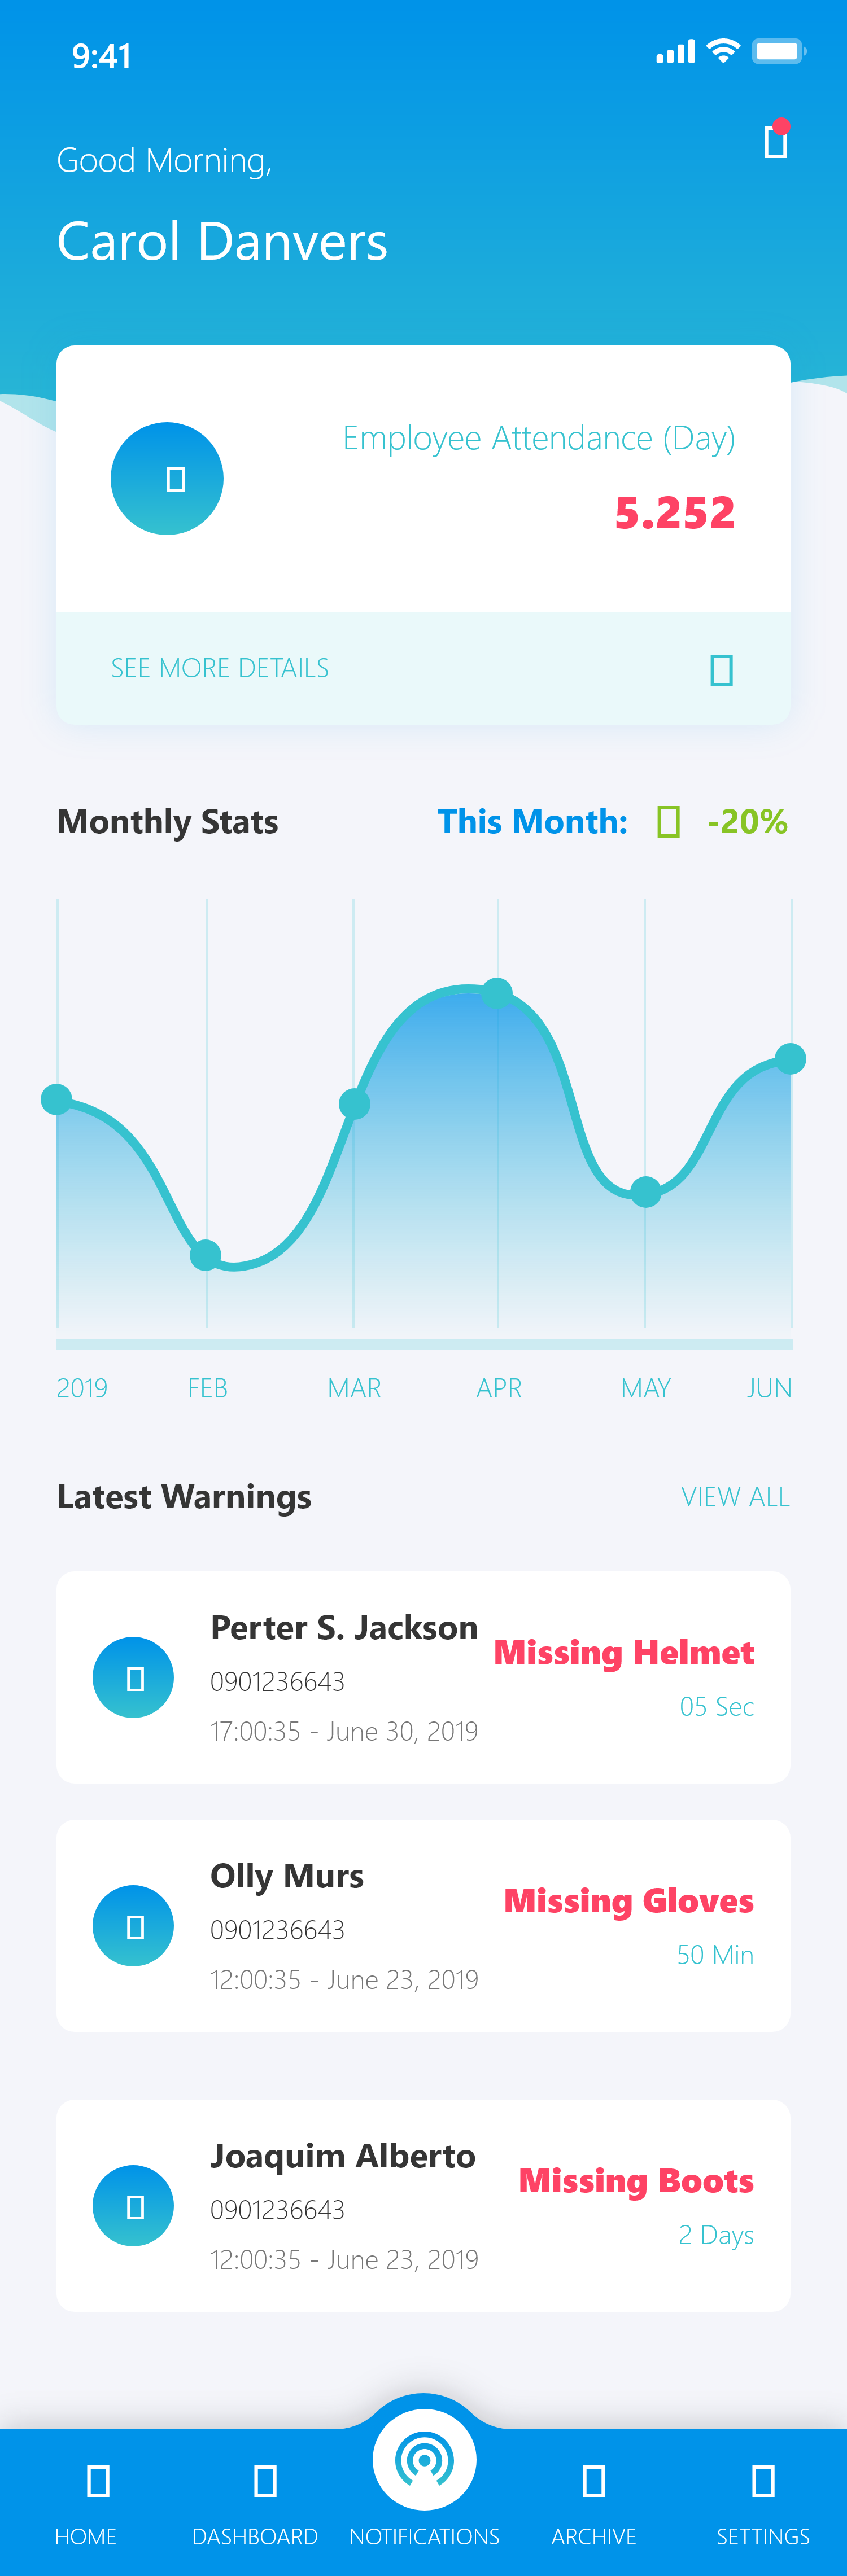 9:41
Good Morning,
Carol Danvers
Employee Attendance (Day)
5.252
SEE MORE DETAILS
Monthly Stats
This Month: -20%
2019 FEB MAR APR MAY JUN
Latest Warnings
VIEW ALL
Perter S. Jackson
0901236643
17:00:35 - June 30, 2019
Missing Helmet
05 Sec
Olly Murs
0901236643
12:00:35 - June 23, 2019
Missing Gloves
50 Min
Joaquim Alberto
0901236643
12:00:35 - June 23, 2019
Missing Boots
2 Days
HOME DASHBOARD NOTIFICATIONS ARCHIVE SETTINGS